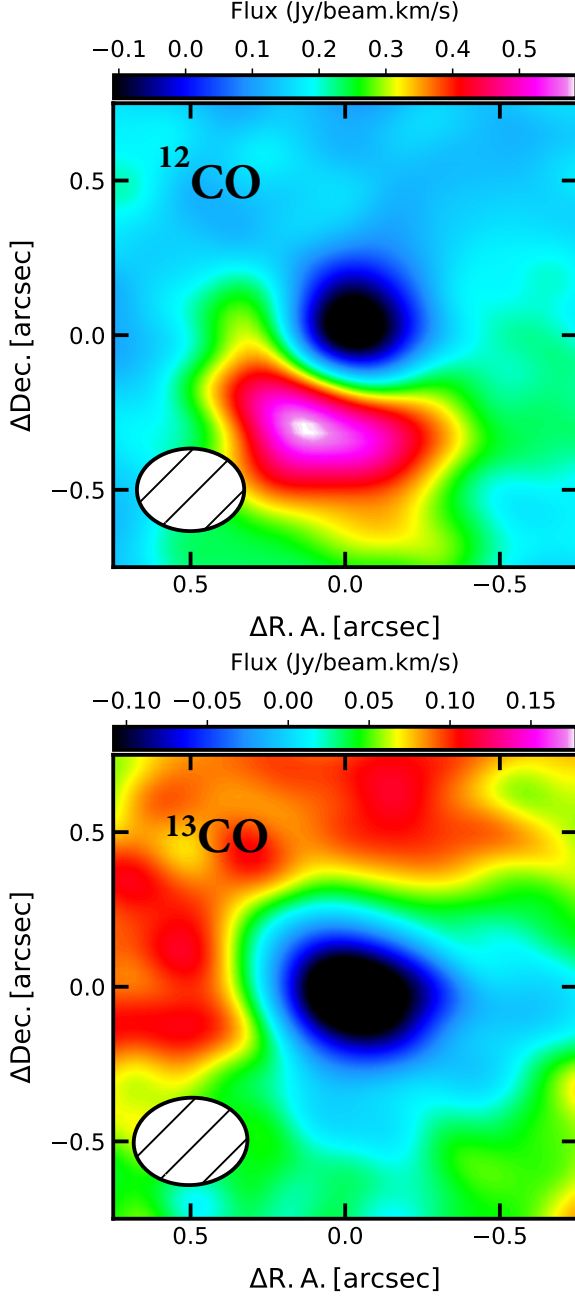 Flux (Jy/beam.km/s)
−0.1 0.0 0.1 0.2 0.3 0.4 0.5
¹²CO
0.5
0.0
−0.5
ΔDec. [arcsec]
0.5 0.0 −0.5
ΔR. A. [arcsec]
Flux (Jy/beam.km/s)
−0.10 −0.05 0.00 0.05 0.10 0.15
¹³CO
0.5
0.0
−0.5
ΔDec. [arcsec]
0.5 0.0 −0.5
ΔR. A. [arcsec]